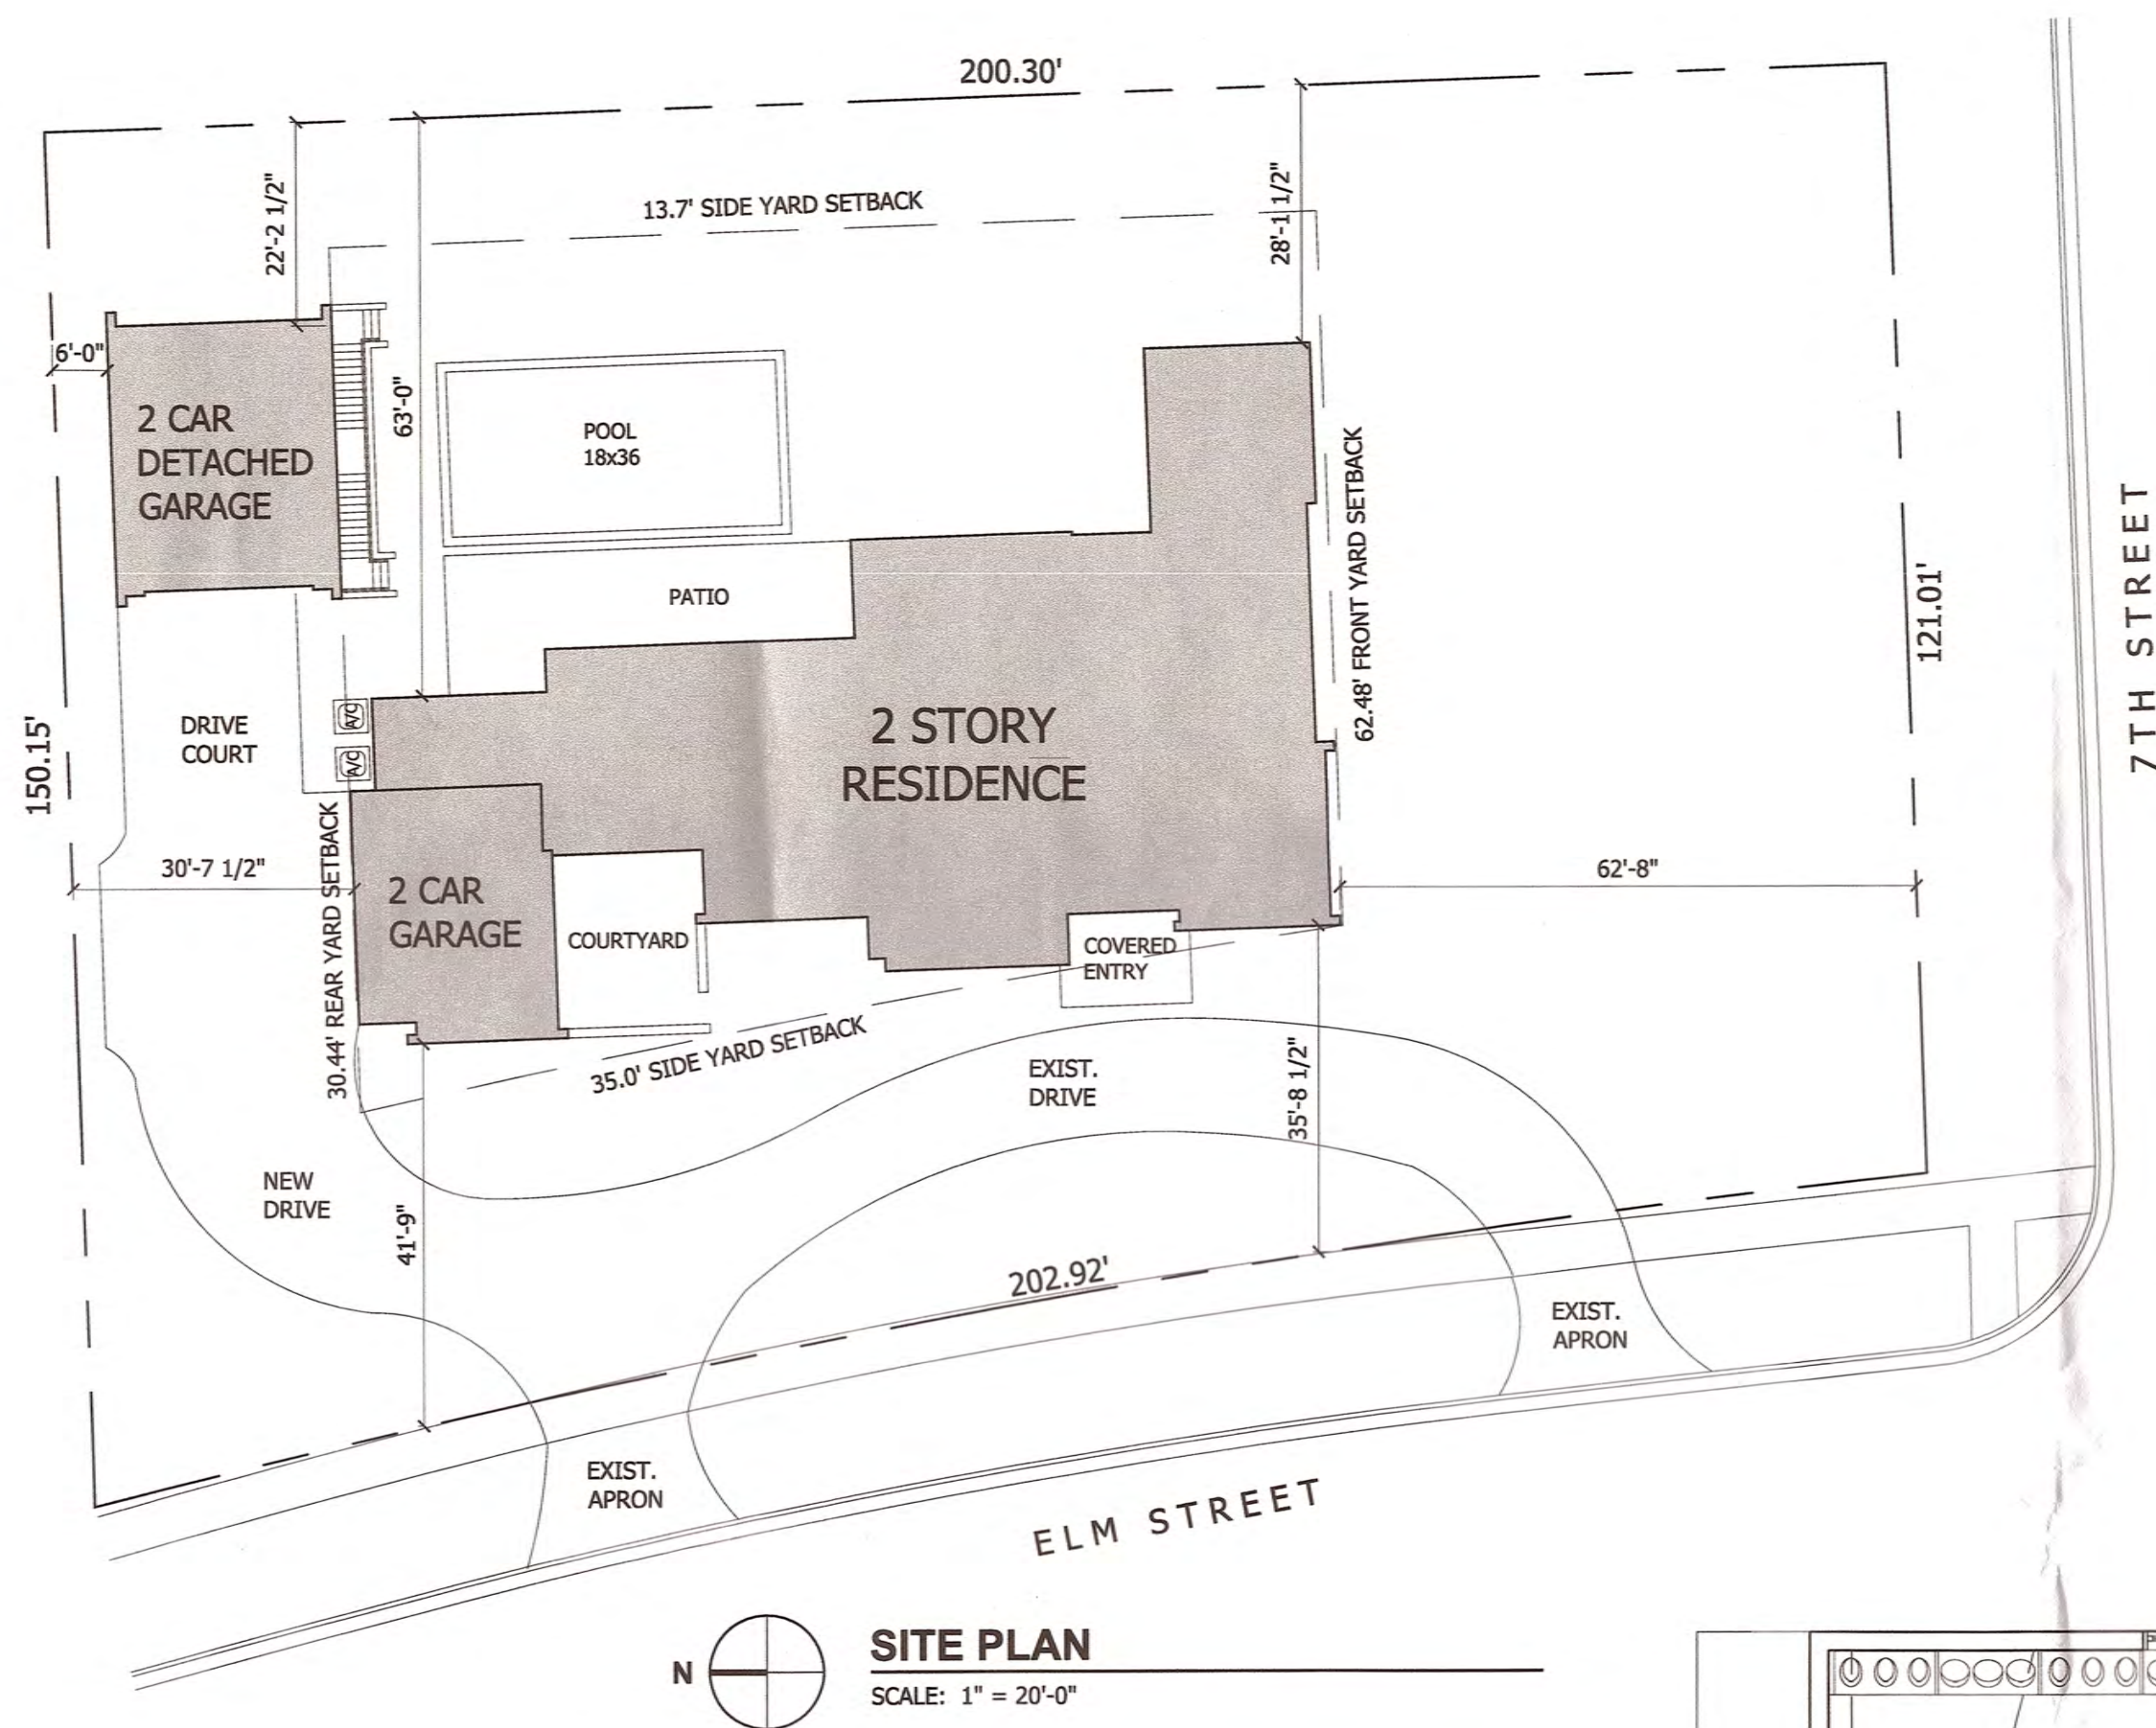 200.30'
22'-2 1/2"
13.7' SIDE YARD SETBACK
28'-1 1/2"
6'-0"
63'-0"
2 CAR
DETACHED
GARAGE
POOL
18x36
PATIO
62.48' FRONT YARD SETBACK
121.01'
7TH STREET
150.15'
DRIVE
COURT
A/C
A/C
2 STORY
RESIDENCE
30'-7 1/2"
30.44' REAR YARD SETBACK
2 CAR
GARAGE
COURTYARD
COVERED
ENTRY
62'-8"
35.0' SIDE YARD SETBACK
EXIST.
DRIVE
35'-8 1/2"
NEW
DRIVE
41'-9"
202.92'
EXIST.
APRON
EXIST.
APRON
ELM STREET
N
SITE PLAN
SCALE: 1" = 20'-0"